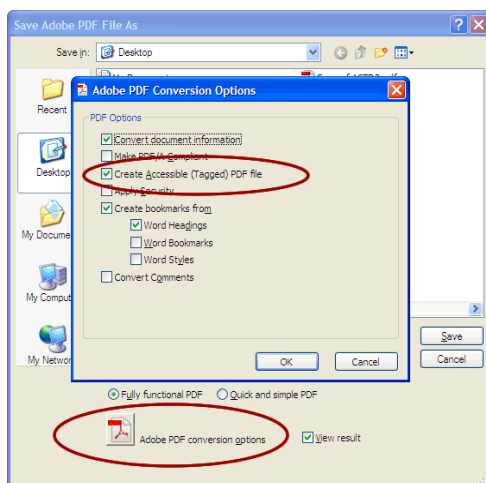 Save Adobe PDF File As
Save in: Desktop
Adobe PDF Conversion Options
Recent
PDF Options
Convert document information
Make PDF/A Compliant
Desktop
Create Accessible (Tagged) PDF file
Apply Security
Create bookmarks from
My Docume
Word Headings
Word Bookmarks
Word Styles
Convert Comments
My Comput
My Networ
OK Cancel
Save
Cancel
Fully functional PDF Quick and simple PDF
Adobe PDF conversion options View result